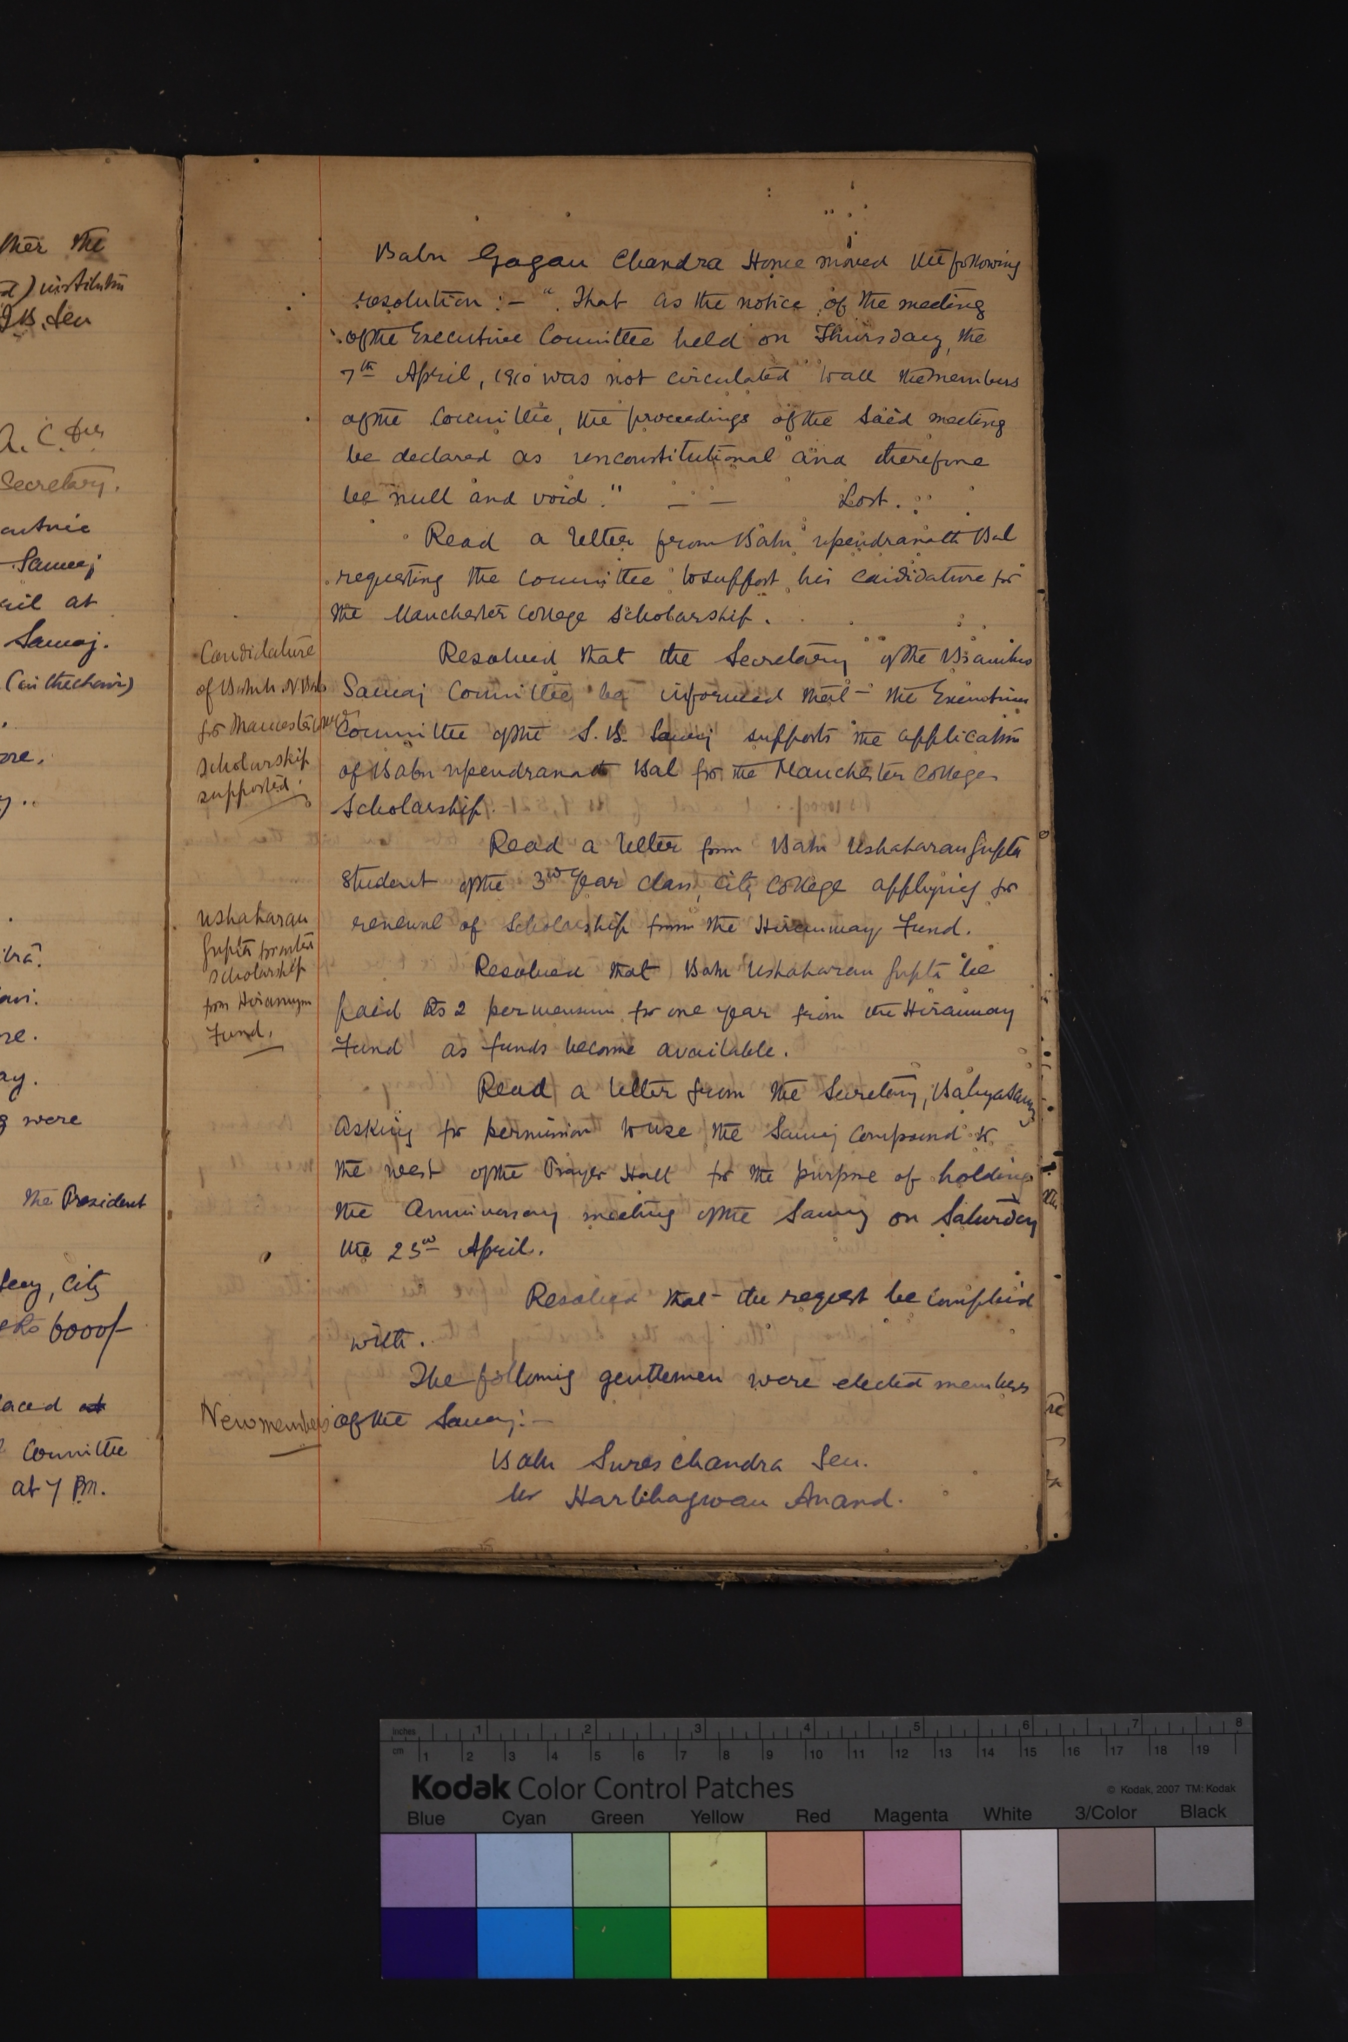 ther the
d) institution
J.B. Sen
A. C. Das
Secretary.
Samaj
ril at
Samaj.
(in the chair)
ore.
y..
ore.
ay.
g were
the President
City
Rs 6000/-
laced at
Committee
at 7 P.M.
Babu Gagan Chandra Home moved the following
resolution :- "That as the notice of the meeting
of the Executive Committee held on Thursday, the
7th April, 1910 was not circulated to all the members
of the Committee, the proceedings of the said meeting
be declared as unconstitutional and therefore
be null and void." — — Lost.
Read a letter from Babu Upendranath Bal
requesting the Committee to support his candidature for
the Manchester College Scholarship.
Candidature
of Babu U. N. Bal
for Manchester College
Scholarship
supported.
Resolved that the Secretary of the Bramho
Samaj Committee be informed that the Executive
Committee of the S. B. Samaj supports the application
of Babu Upendranath Bal for the Manchester College
Scholarship.
Read a letter from Babu Ushaharan Gupta
student of the 3rd Year Class, City College applying for
renewal of Scholarship from the Hiranmay Fund.
Ushaharan
Gupta granted
Scholarship
from Hiranmay
Fund.
Resolved that Babu Ushaharan Gupta be
paid Rs 2 per mensum for one year from the Hiranmay
Fund as funds become available.
Read a letter from the Secretary, Balya Samaj
asking for permission to use the Samaj compound to
the west of the Prayer Hall for the purpose of holding
the Anniversary meeting of the Samaj on Saturday
the 23rd April.
Resolved that the request be complied
with.
The following gentlemen were elected members
New members
of the Samaj :-
Babu Sures Chandra Sen.
Mr Harbhagwan Anand.
Inches 1 2 3 4 5 6 7 8
cm 1 2 3 4 5 6 7 8 9 10 11 12 13 14 15 16 17 18 19
Kodak Color Control Patches
© Kodak, 2007 TM: Kodak
Blue Cyan Green Yellow Red Magenta White 3/Color Black